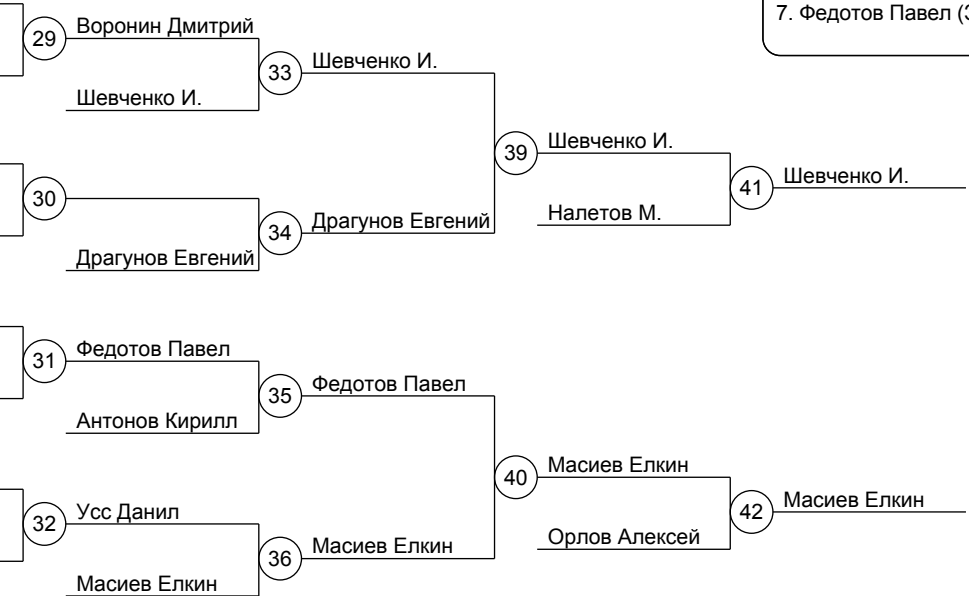 7. Федотов Павел (3
29
Воронин Дмитрий
33
Шевченко И.
Шевченко И.
39
Шевченко И.
41
Шевченко И.
30
34
Драгунов Евгений
Налетов М.
Драгунов Евгений
31
Федотов Павел
35
Федотов Павел
Антонов Кирилл
40
Масиев Елкин
42
Масиев Елкин
32
Усс Данил
36
Масиев Елкин
Орлов Алексей
Масиев Елкин